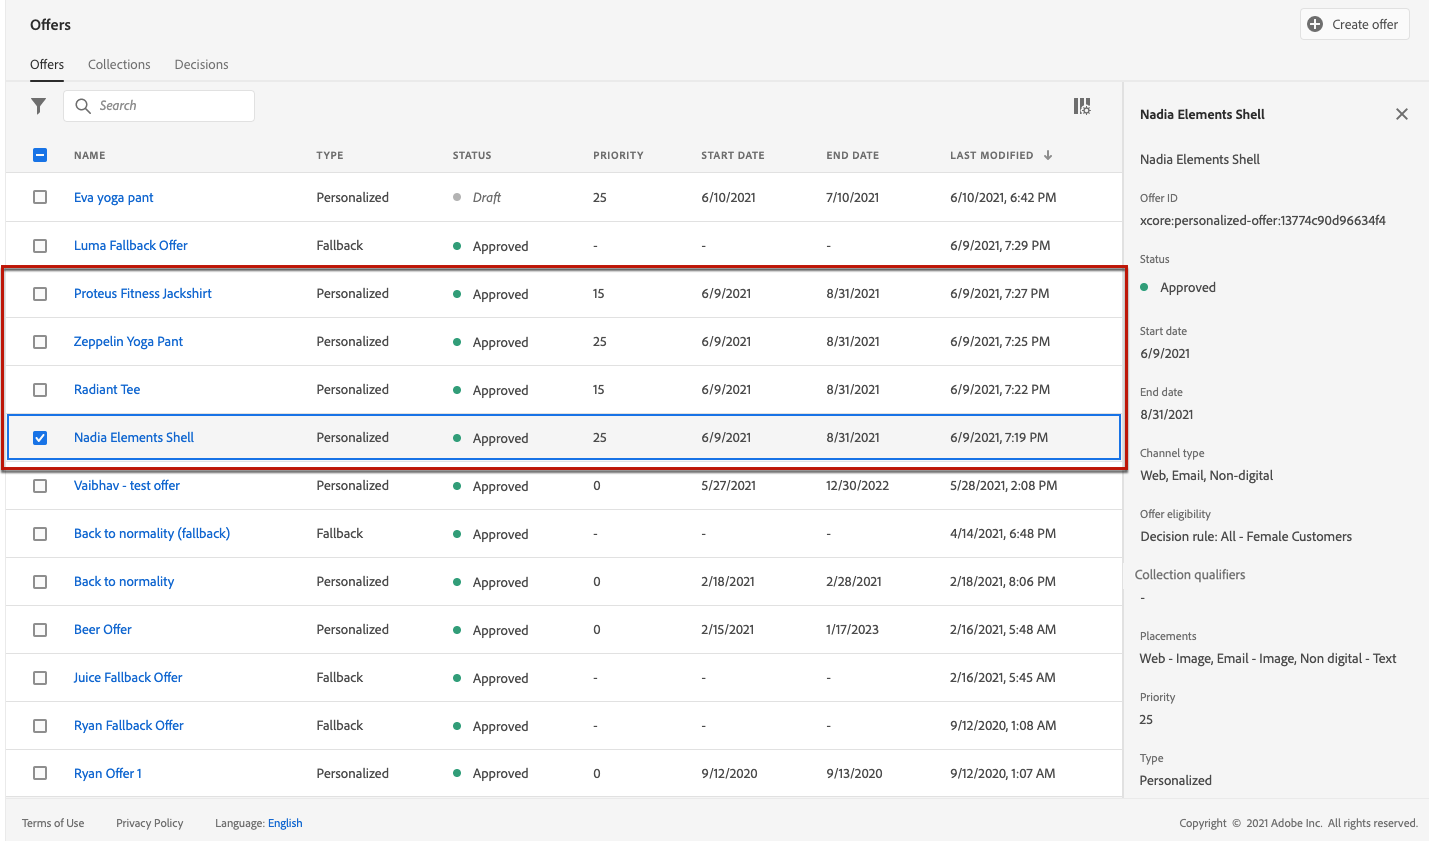 Offers
Create offer
Offers Collections Decisions
Search
NAME TYPE STATUS PRIORITY START DATE END DATE LAST MODIFIED
Eva yoga pant Personalized Draft 25 6/10/2021 7/10/2021 6/10/2021, 6:42 PM
Luma Fallback Offer Fallback Approved - - - 6/9/2021, 7:29 PM
Proteus Fitness Jackshirt Personalized Approved 15 6/9/2021 8/31/2021 6/9/2021, 7:27 PM
Zeppelin Yoga Pant Personalized Approved 25 6/9/2021 8/31/2021 6/9/2021, 7:25 PM
Radiant Tee Personalized Approved 15 6/9/2021 8/31/2021 6/9/2021, 7:22 PM
Nadia Elements Shell Personalized Approved 25 6/9/2021 8/31/2021 6/9/2021, 7:19 PM
Vaibhav - test offer Personalized Approved 0 5/27/2021 12/30/2022 5/28/2021, 2:08 PM
Back to normality (fallback) Fallback Approved - - - 4/14/2021, 6:48 PM
Back to normality Personalized Approved 0 2/18/2021 2/28/2021 2/18/2021, 8:06 PM
Beer Offer Personalized Approved 0 2/15/2021 1/17/2023 2/16/2021, 5:48 AM
Juice Fallback Offer Fallback Approved - - - 2/16/2021, 5:45 AM
Ryan Fallback Offer Fallback Approved - - - 9/12/2020, 1:08 AM
Ryan Offer 1 Personalized Approved 0 9/12/2020 9/13/2020 9/12/2020, 1:07 AM
Nadia Elements Shell
Nadia Elements Shell
Offer ID
xcore:personalized-offer:13774c90d96634f4
Status
Approved
Start date
6/9/2021
End date
8/31/2021
Channel type
Web, Email, Non-digital
Offer eligibility
Decision rule: All - Female Customers
Collection qualifiers
-
Placements
Web - Image, Email - Image, Non digital - Text
Priority
25
Type
Personalized
Terms of Use Privacy Policy Language: English
Copyright © 2021 Adobe Inc. All rights reserved.